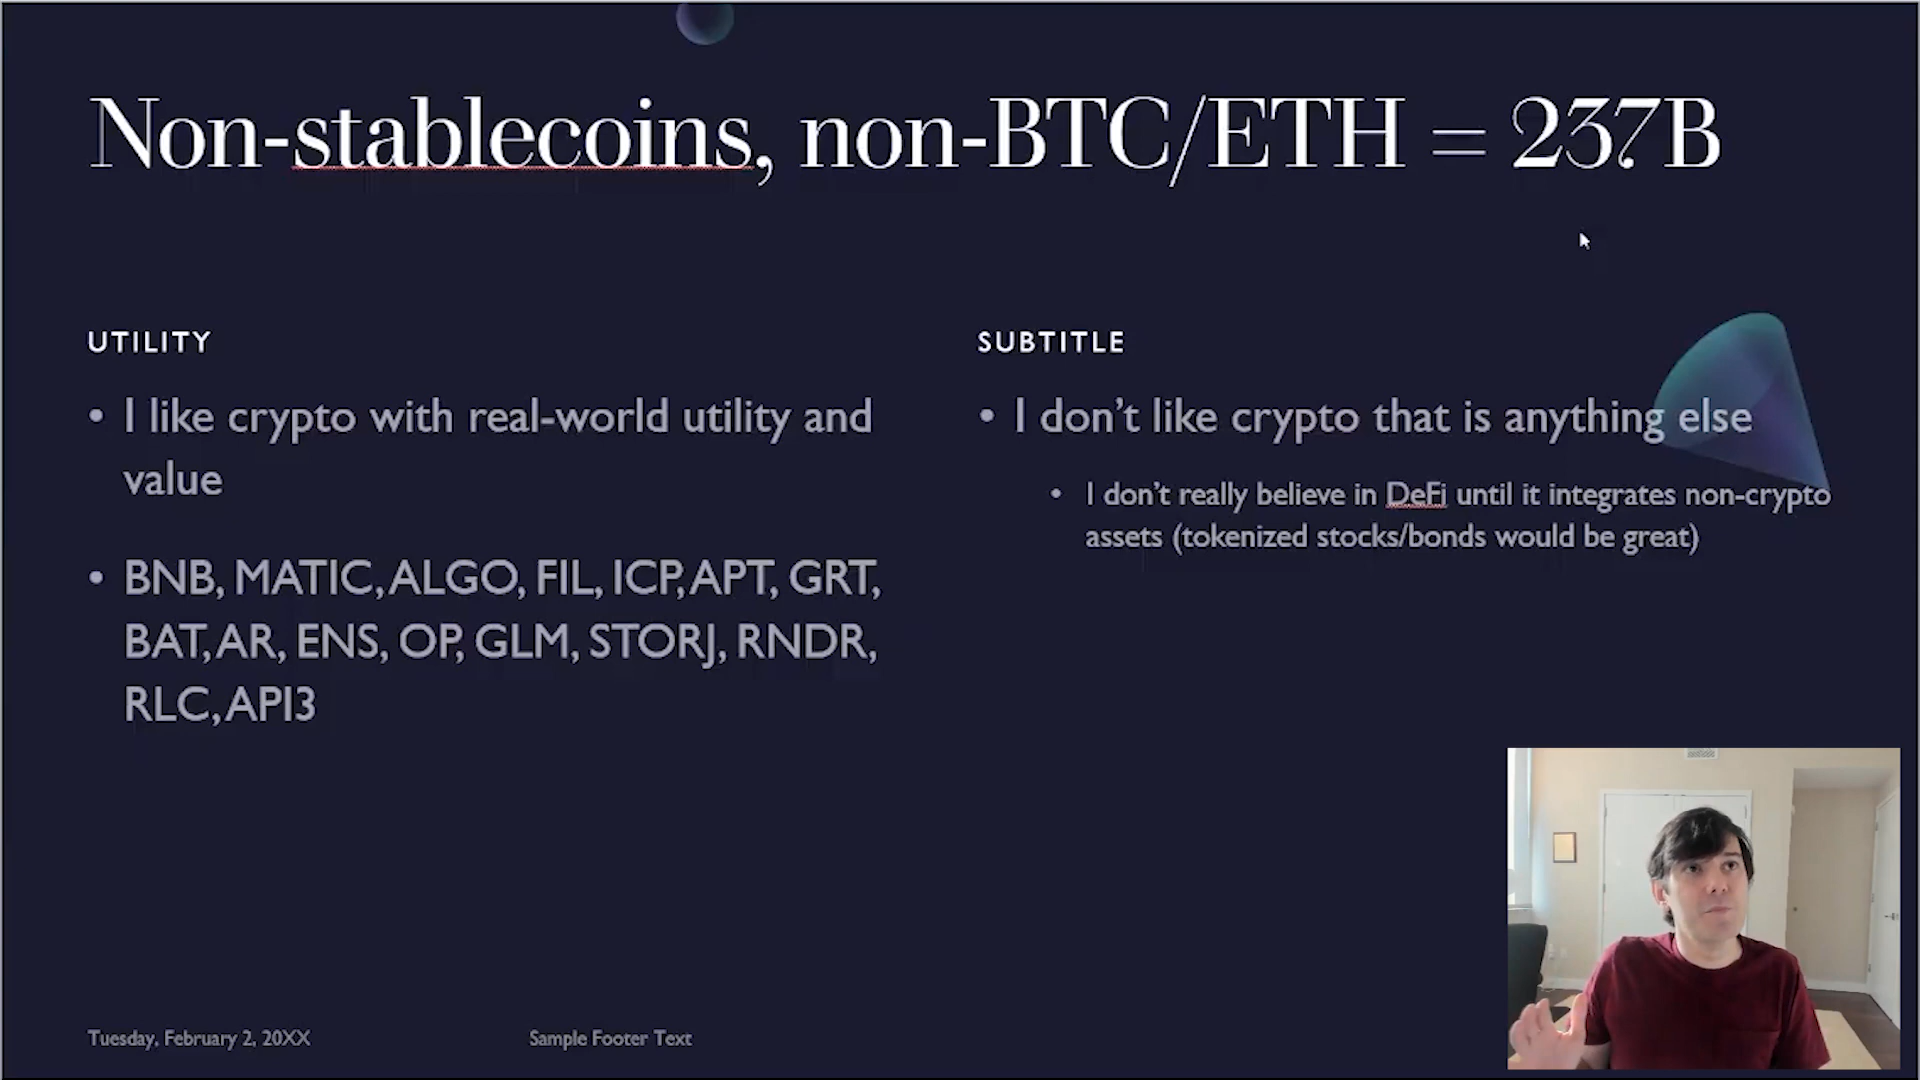 Non-stablecoins, non-BTC/ETH = 237B
UTILITY
• I like crypto with real-world utility and
value
• BNB, MATIC, ALGO, FIL, ICP, APT, GRT,
BAT, AR, ENS, OP, GLM, STORJ, RNDR,
RLC, API3
SUBTITLE
• I don’t like crypto that is anything else
• I don’t really believe in DeFi until it integrates non-crypto
assets (tokenized stocks/bonds would be great)
Tuesday, February 2, 20XX
Sample Footer Text